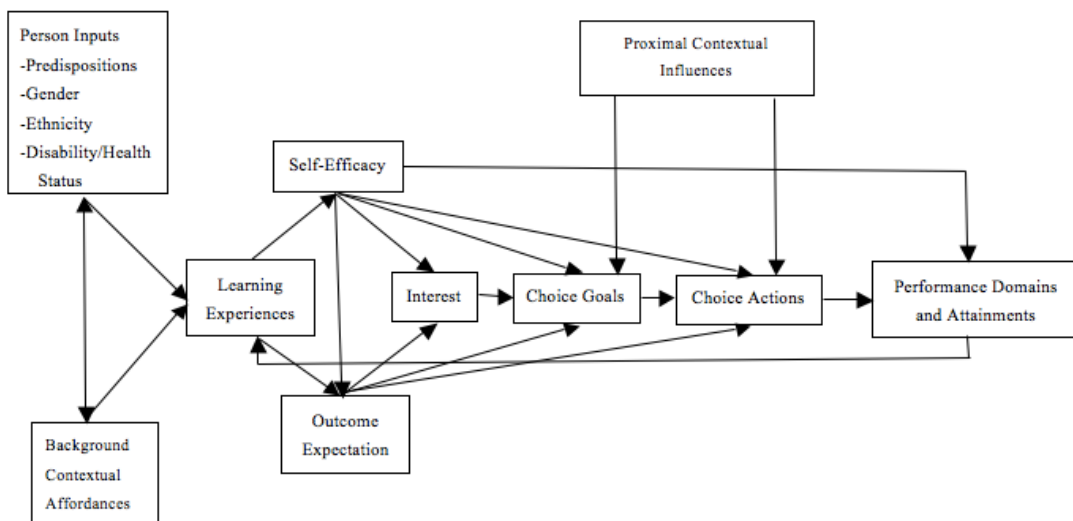 Person Inputs
-Predispositions
-Gender
-Ethnicity
-Disability/Health
Status
Proximal Contextual
Influences
Self-Efficacy
Learning
Experiences
Interest
Choice Goals
Choice Actions
Performance Domains
and Attainments
Outcome
Expectation
Background
Contextual
Affordances